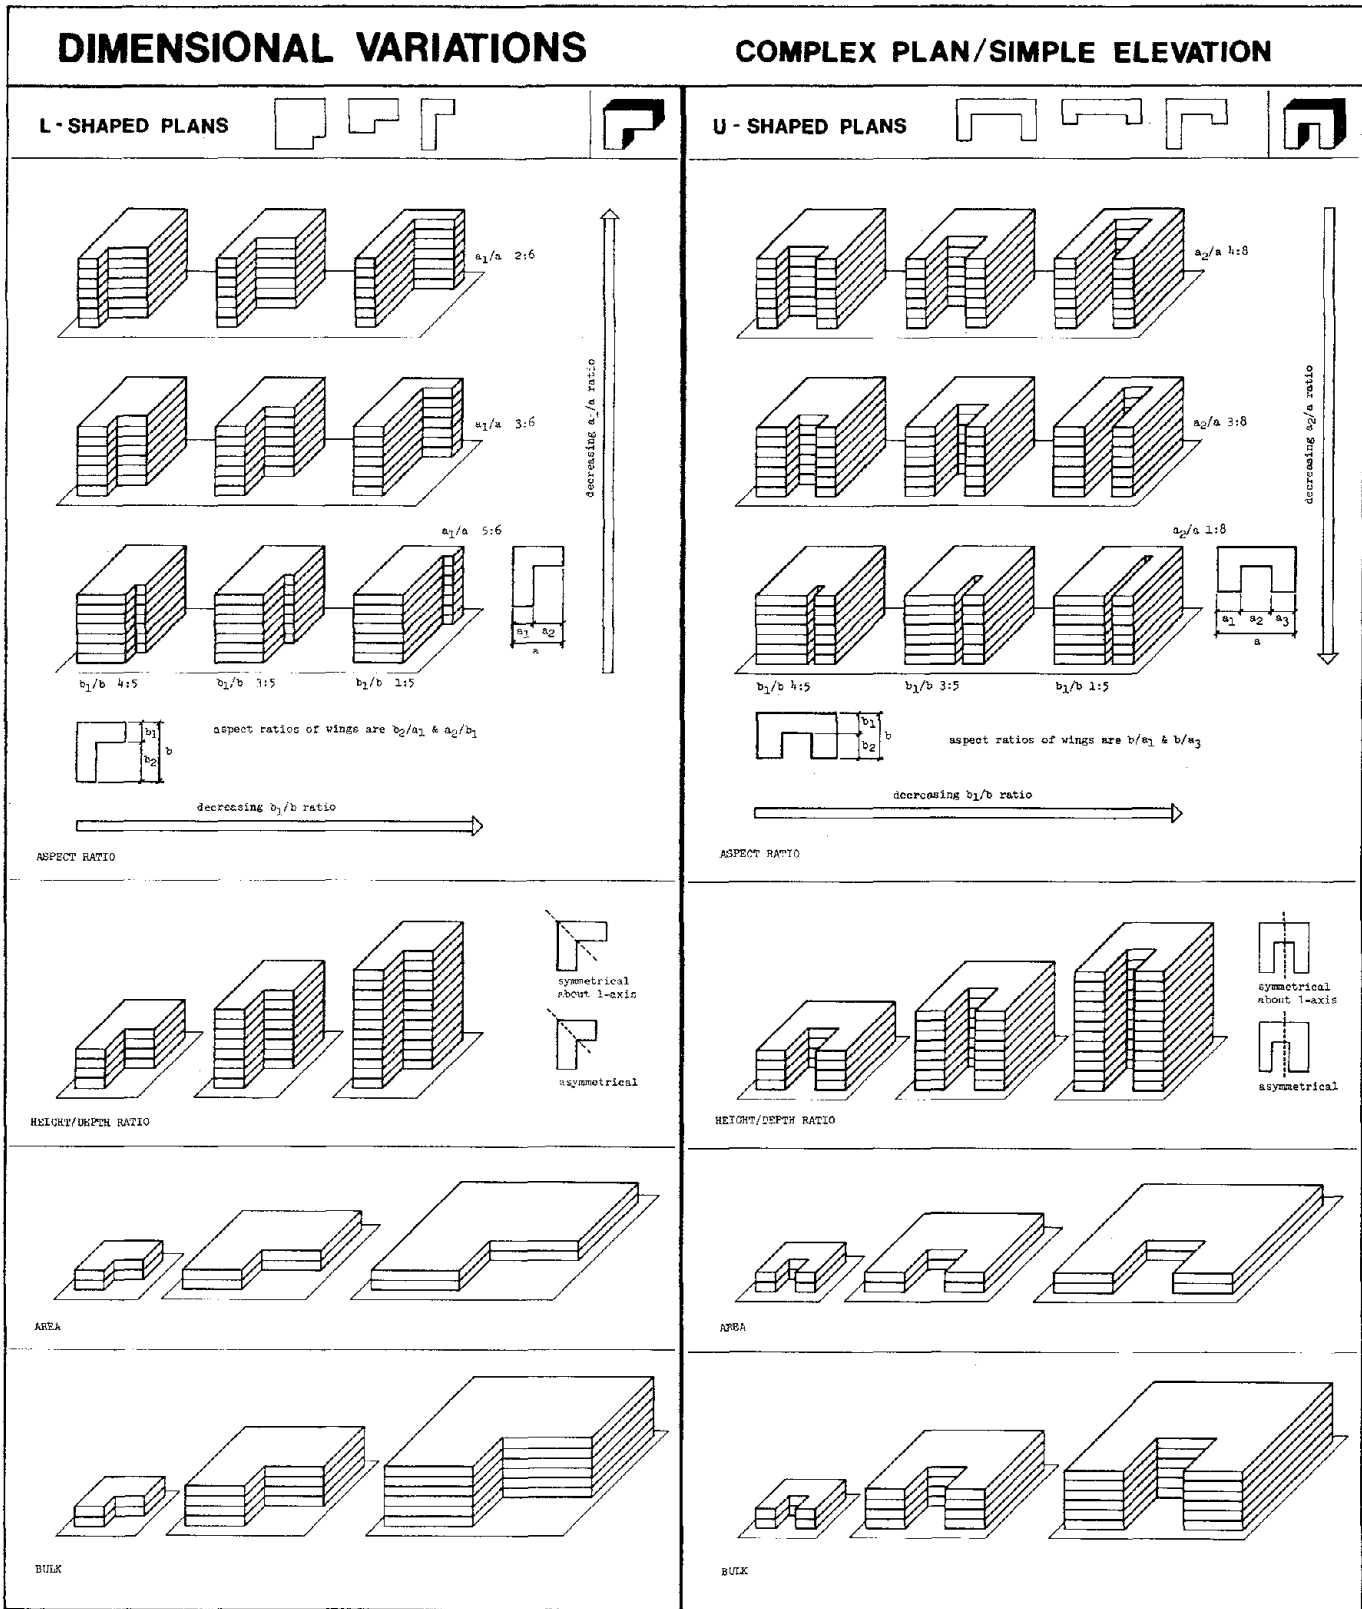 DIMENSIONAL VARIATIONS
COMPLEX PLAN/SIMPLE ELEVATION
L-SHAPED PLANS
a₁/a 2:6
a₁/a 3:6
a₁/a 5:6
decreasing a₁/a ratio
a₁
a₂
a
b₁/b 4:5
b₁/b 3:5
b₁/b 1:5
b₁
b₂
b
aspect ratios of wings are b₂/a₁ & a₂/b₁
decreasing b₁/b ratio
ASPECT RATIO
symmetrical
about 1-axis
asymmetrical
HEIGHT/DEPTH RATIO
AREA
BULK
U-SHAPED PLANS
a₂/a 4:8
a₂/a 3:8
a₂/a 1:8
decreasing a₂/a ratio
a₁
a₂
a₃
a
b₁/b 4:5
b₁/b 3:5
b₁/b 1:5
b₁
b₂
b
aspect ratios of wings are b/a₁ & b/a₃
decreasing b₁/b ratio
ASPECT RATIO
symmetrical
about 1-axis
asymmetrical
HEIGHT/DEPTH RATIO
AREA
BULK